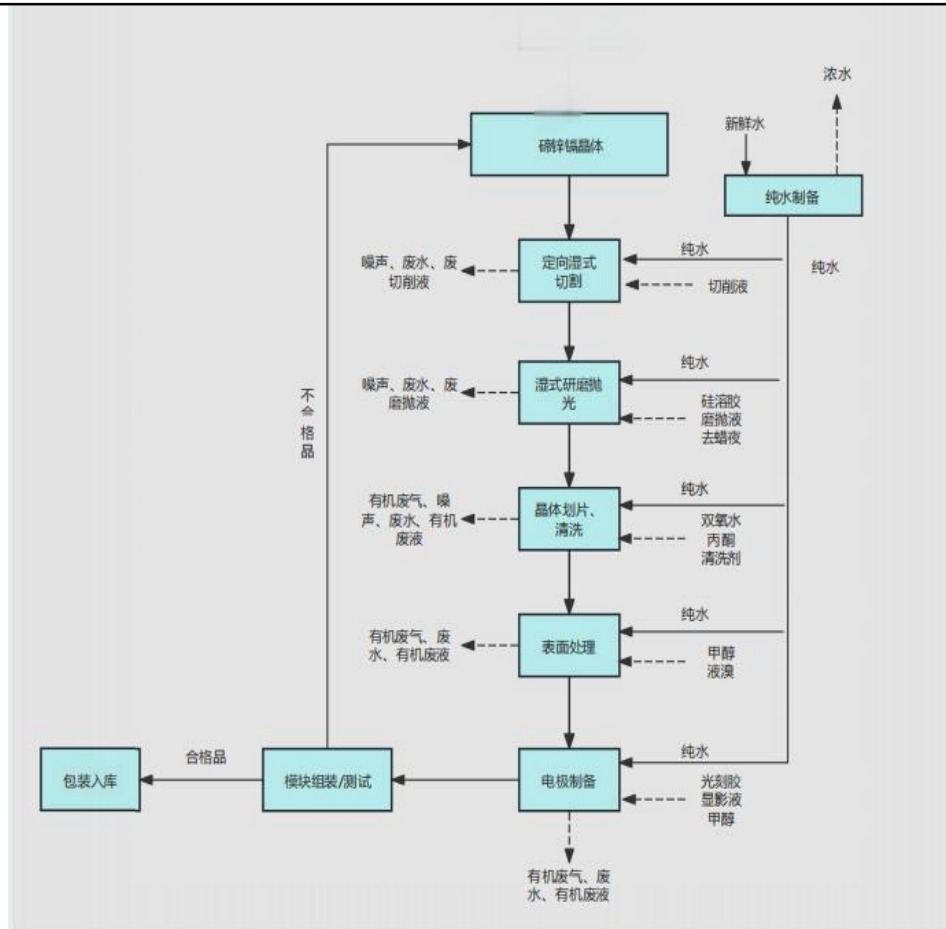 浓水
新鲜水
碲锌镉晶体
纯水制备
纯水
噪声、废水、废
切削液
定向湿式
切割
纯水
切削液
噪声、废水、废
磨抛液
湿式研磨抛
光
纯水
硅溶胶
磨抛液
去蜡夜
不
合
格
品
有机废气、噪
声、废水、有机
废液
晶体划片、
清洗
纯水
双氧水
丙酮
清洗剂
有机废气、废
水、有机废液
表面处理
纯水
甲醇
液溴
包装入库
合格品
模块组装/测试
电极制备
纯水
光刻胶
显影液
甲醇
有机废气、废
水、有机废液